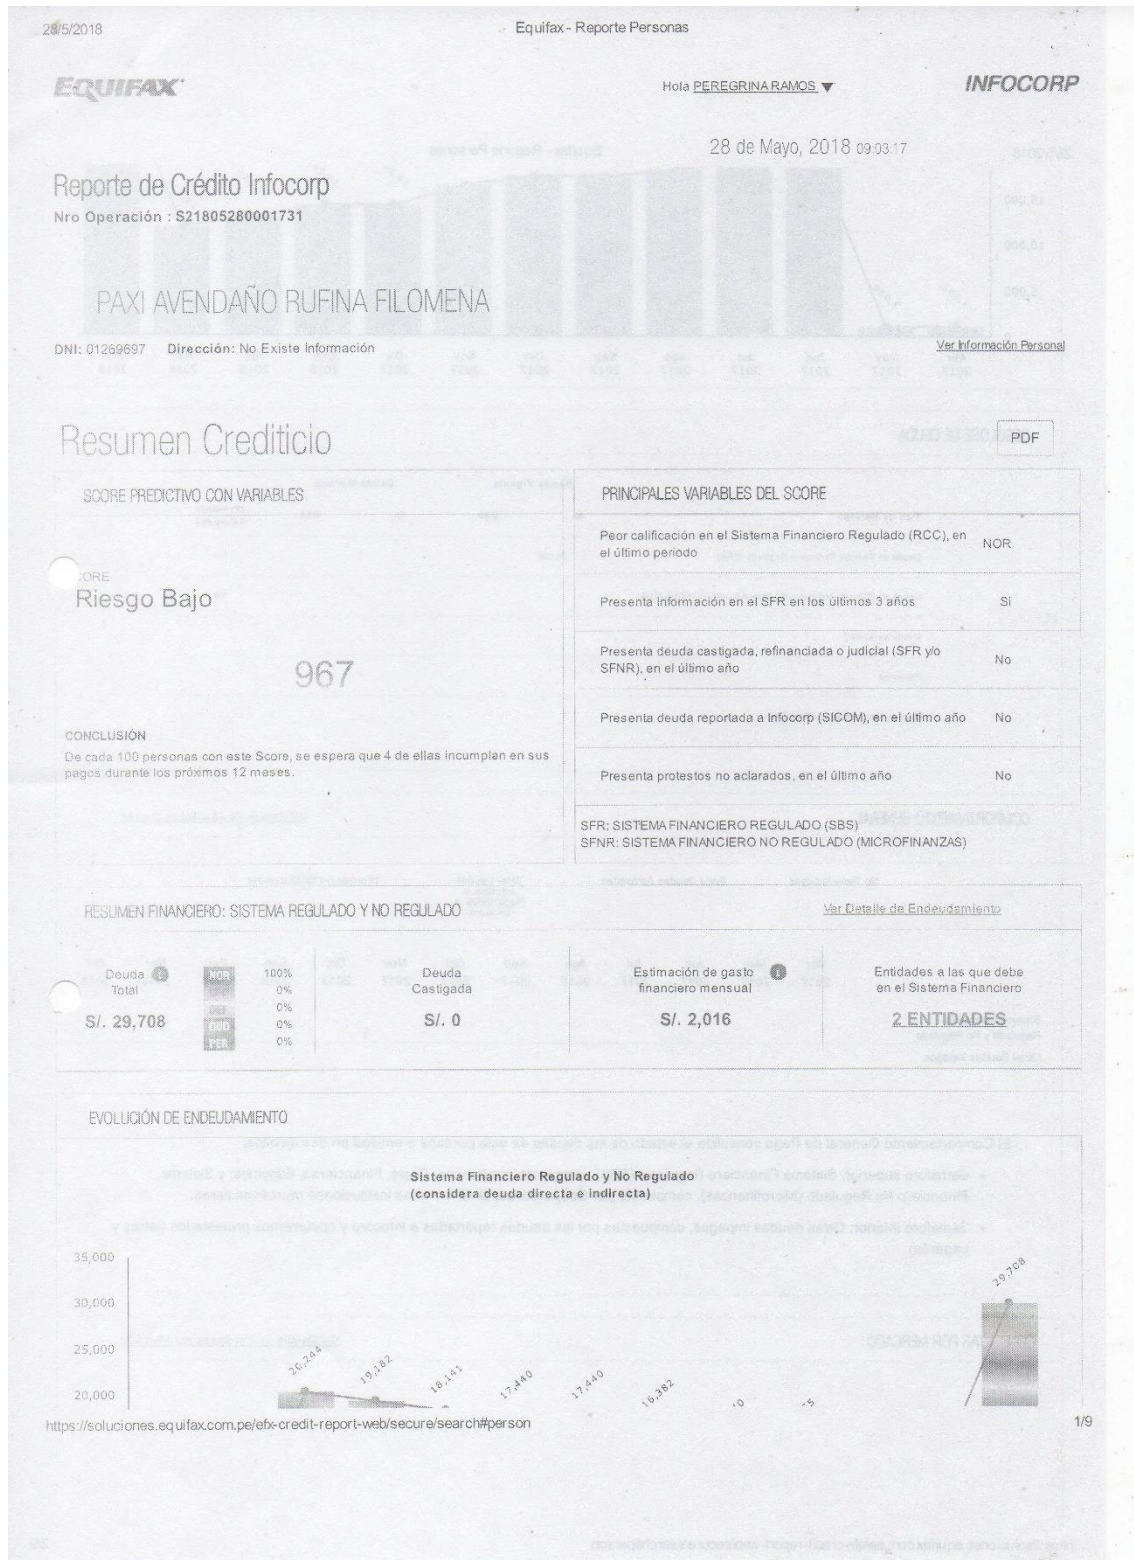 28/5/2018
Equifax - Reporte Personas
EQUIFAX
Hola PEREGRINA RAMOS ▼
INFOCORP
28 de Mayo, 2018 09:03:17
Reporte de Crédito Infocorp
Nro Operación : S21805280001731
PAXI AVENDAÑO RUFINA FILOMENA
DNI: 01269697 Dirección: No Existe Información
Ver Información Personal
Resumen Crediticio
PDF
SCORE PREDICTIVO CON VARIABLES
ORE
Riesgo Bajo
967
CONCLUSIÓN
De cada 100 personas con este Score, se espera que 4 de ellas incumplan en sus
pagos durante los próximos 12 meses.
PRINCIPALES VARIABLES DEL SCORE
Peor calificación en el Sistema Financiero Regulado (RCC), en
el último periodo
NOR
Presenta información en el SFR en los últimos 3 años Si
Presenta deuda castigada, refinanciada o judicial (SFR y/o
SFNR), en el último año
No
Presenta deuda reportada a Infocorp (SICOM), en el último año No
Presenta protestos no aclarados, en el último año No
SFR: SISTEMA FINANCIERO REGULADO (SBS)
SFNR: SISTEMA FINANCIERO NO REGULADO (MICROFINANZAS)
RESUMEN FINANCIERO: SISTEMA REGULADO Y NO REGULADO
Ver Detalle de Endeudamiento
Deuda
Total
S/. 29,708
NOR 100%
0%
DEF 0%
DUD 0%
PER 0%
Deuda
Castigada
S/. 0
Estimación de gasto
financiero mensual
S/. 2,016
Entidades a las que debe
en el Sistema Financiero
2 ENTIDADES
EVOLUCIÓN DE ENDEUDAMIENTO
Sistema Financiero Regulado y No Regulado
(considera deuda directa e indirecta)
35,000
30,000
25,000
20,000
20,244
19,182
18,141
17,440
17,440
16,382
29,708
https://soluciones.equifax.com.pe/efx-credit-report-web/secure/search#person
1/9